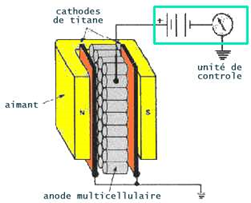 cathodes
de titane
+
unité de
controle
aimant
N
S
anode multicellulaire